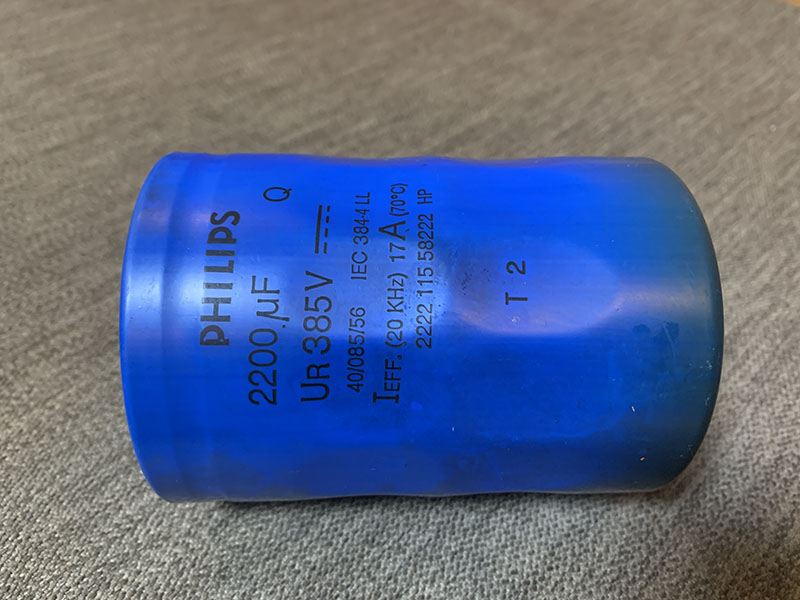 PHILIPS Q
2200 µF
UR 385V
40/085/56 IEC 384-4 LL
IEFF. (20 KHz) 17A (70°C)
2222 115 58222 HP
T 2